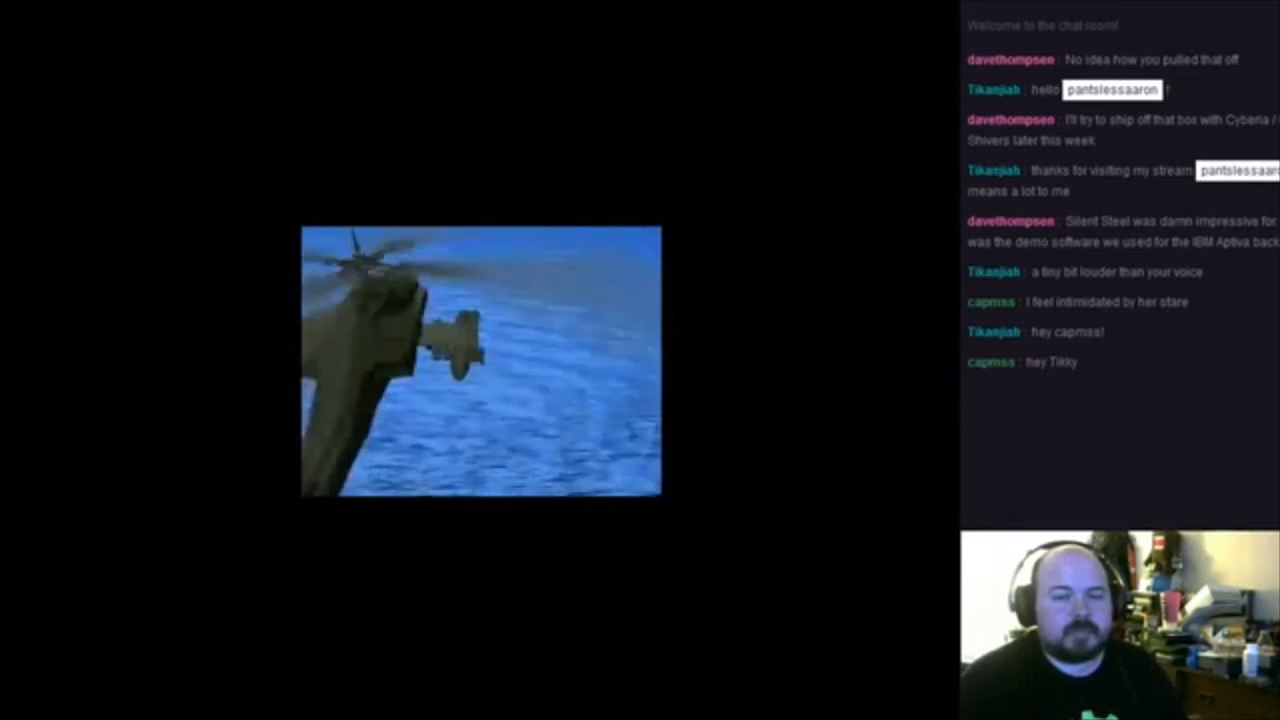 Welcome to the chat room!
davethompsen : No idea how you pulled that off
Tikanjiah : hello pantslessaaron !
davethompsen : I'll try to ship off that box with Cyberia /
Shivers later this week
Tikanjiah : thanks for visiting my stream pantslessaar
means a lot to me
davethompsen : Silent Steel was damn impressive for
was the demo software we used for the IBM Aptiva back
Tikanjiah : a tiny bit louder than your voice
capmss : I feel intimidated by her stare
Tikanjiah : hey capmss!
capmss : hey Tikky